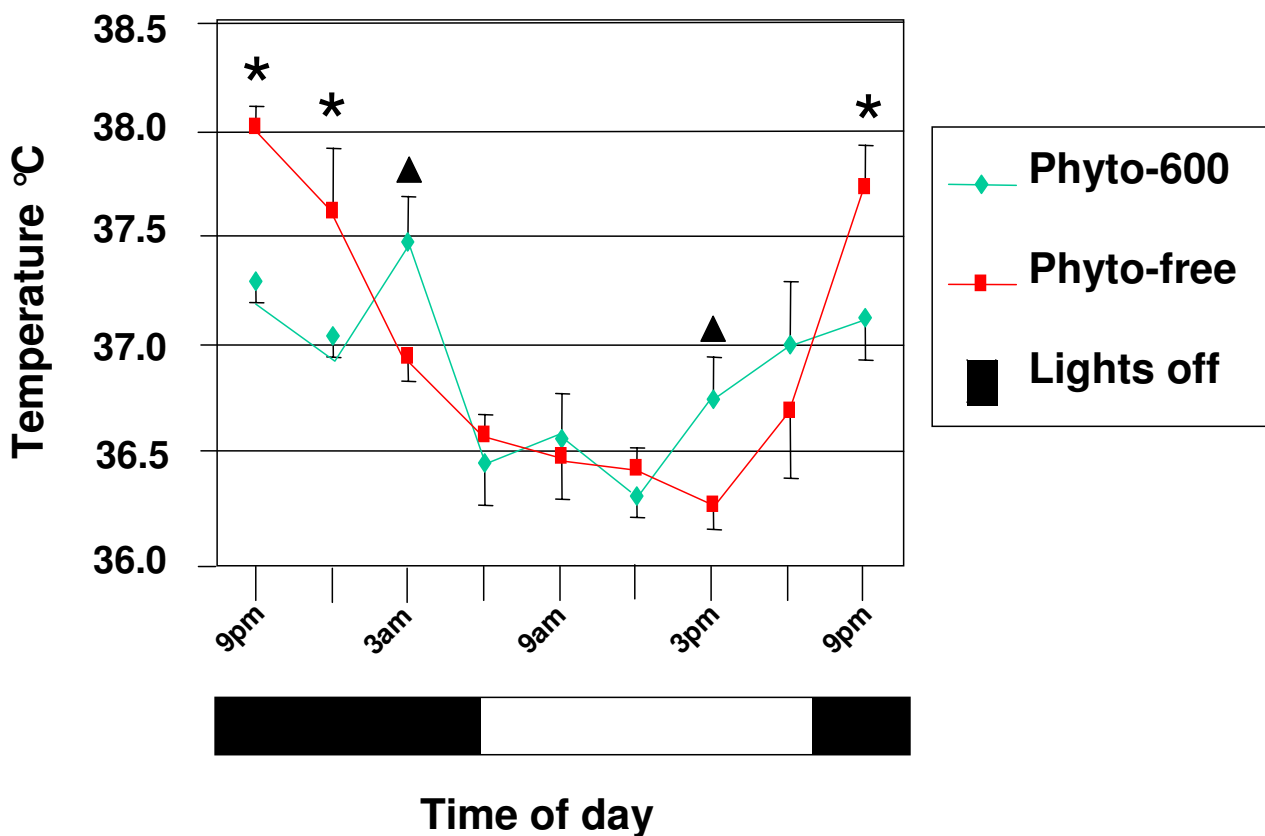 Temperature °C
38.5
38.0
37.5
37.0
36.5
36.0
*
*
*
9pm
3am
9am
3pm
9pm
Time of day
Phyto-600
Phyto-free
Lights off